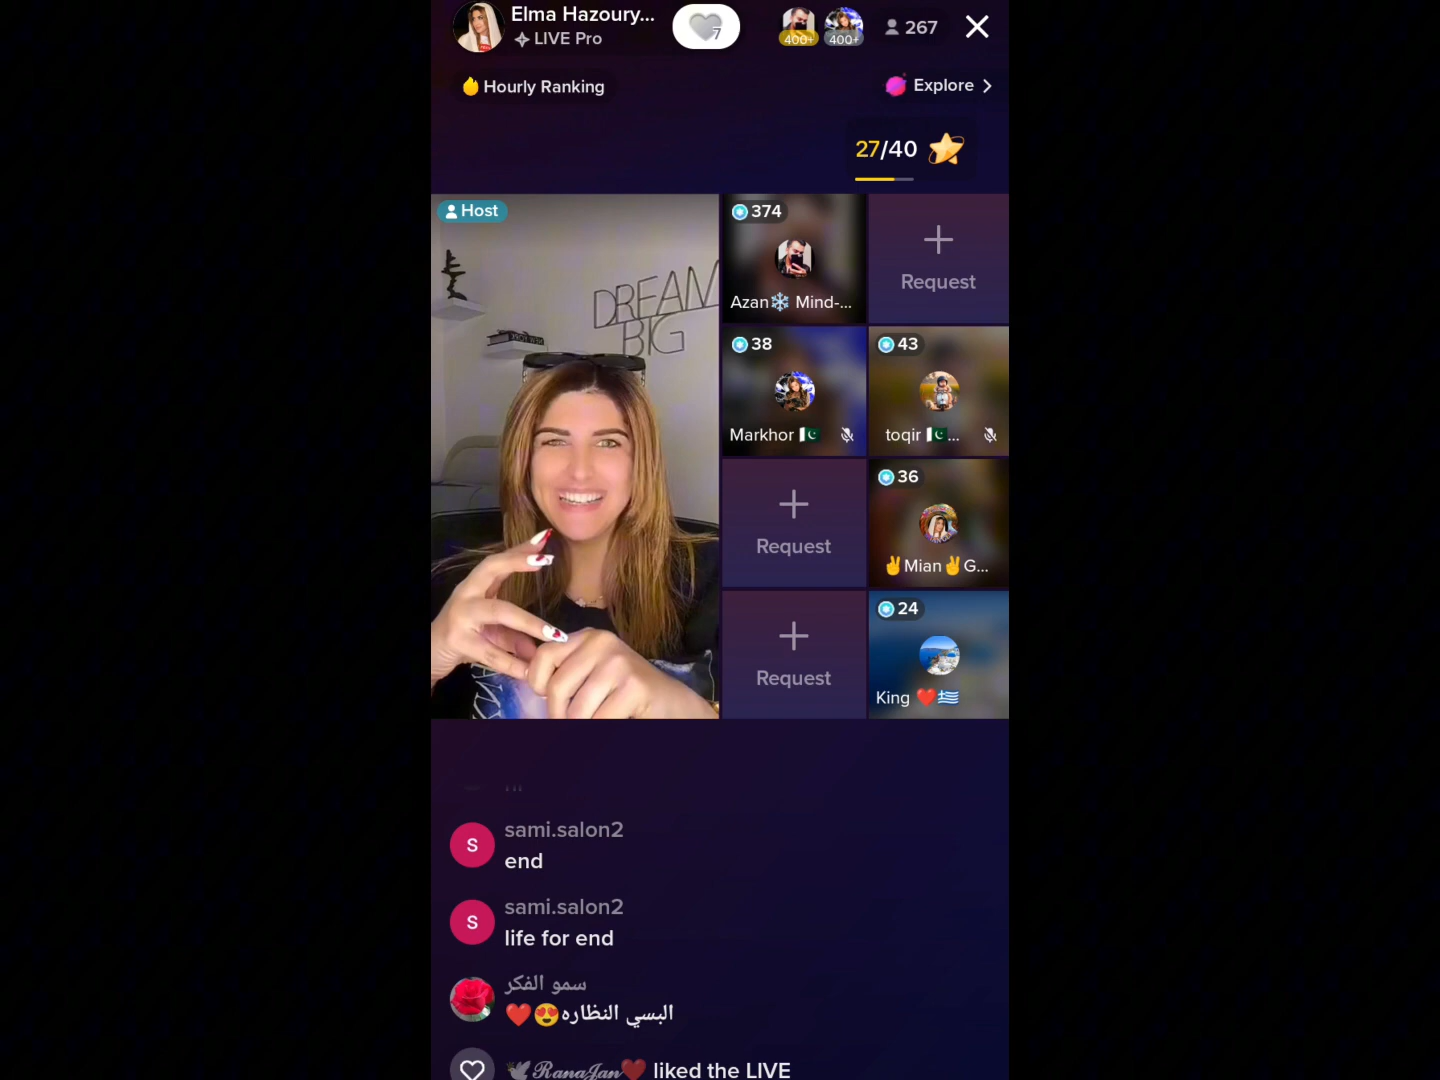 Elma Hazoury...
LIVE Pro
7
400+
400+
267
Hourly Ranking
Explore
27/40
Host
DREAM
BIG
NEW YORK
374
Azan❄️ Mind-...
Request
38
Markhor 🇵🇰
43
toqir 🇵🇰...
Request
36
✌️Mian✌️G...
Request
24
King ❤️🇬🇷
S
sami.salon2
end
S
sami.salon2
life for end
سمو الفكر
البسي النظاره😍❤️
🕊️𝓡𝓪𝓷𝓪𝓙𝓪𝓷❤️ liked the LIVE